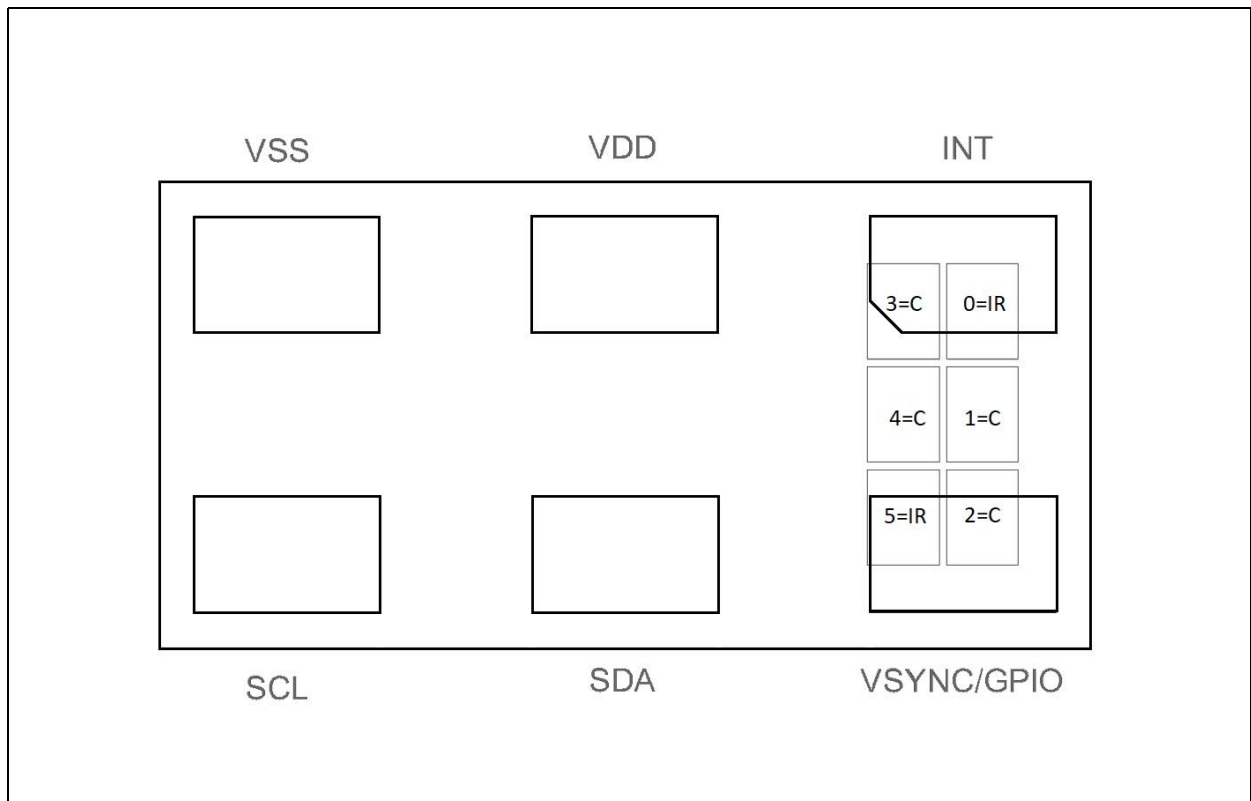 VSS VDD INT
3=C 0=IR
4=C 1=C
5=IR 2=C
SCL SDA VSYNC/GPIO